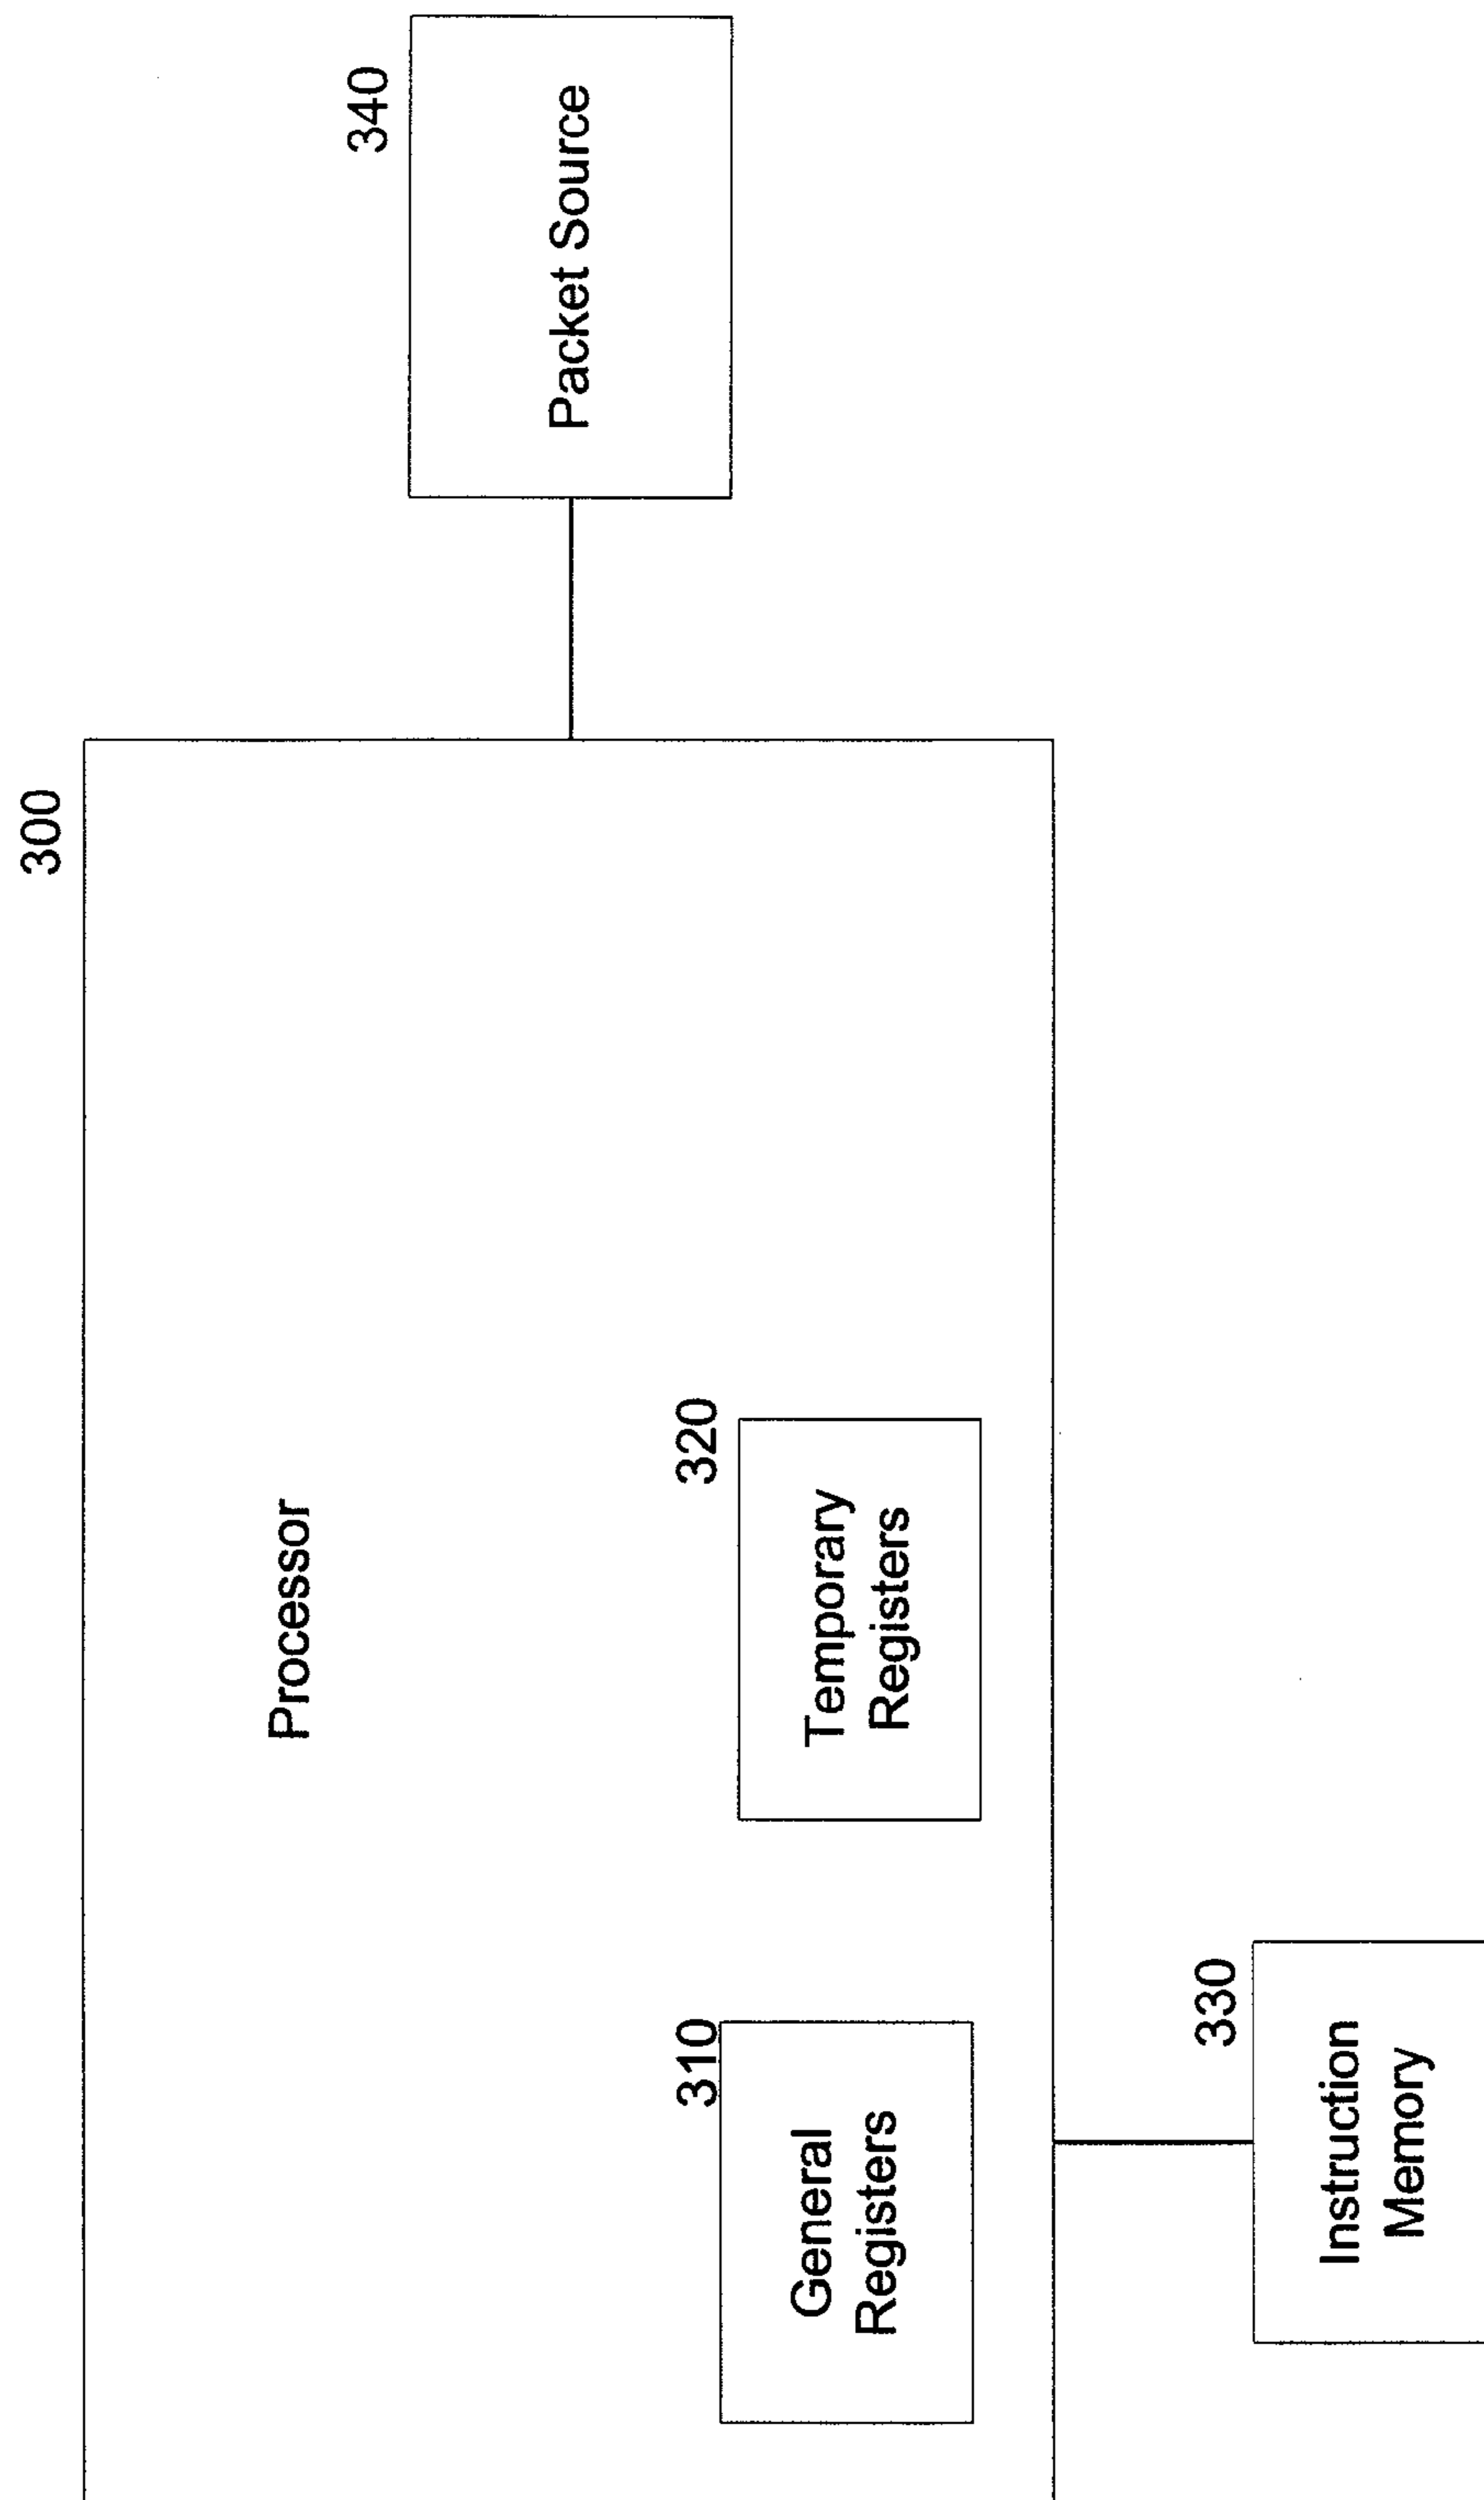 300
Processor
340
Packet Source
310
General
Registers
320
Temporary
Registers
330
Instruction
Memory